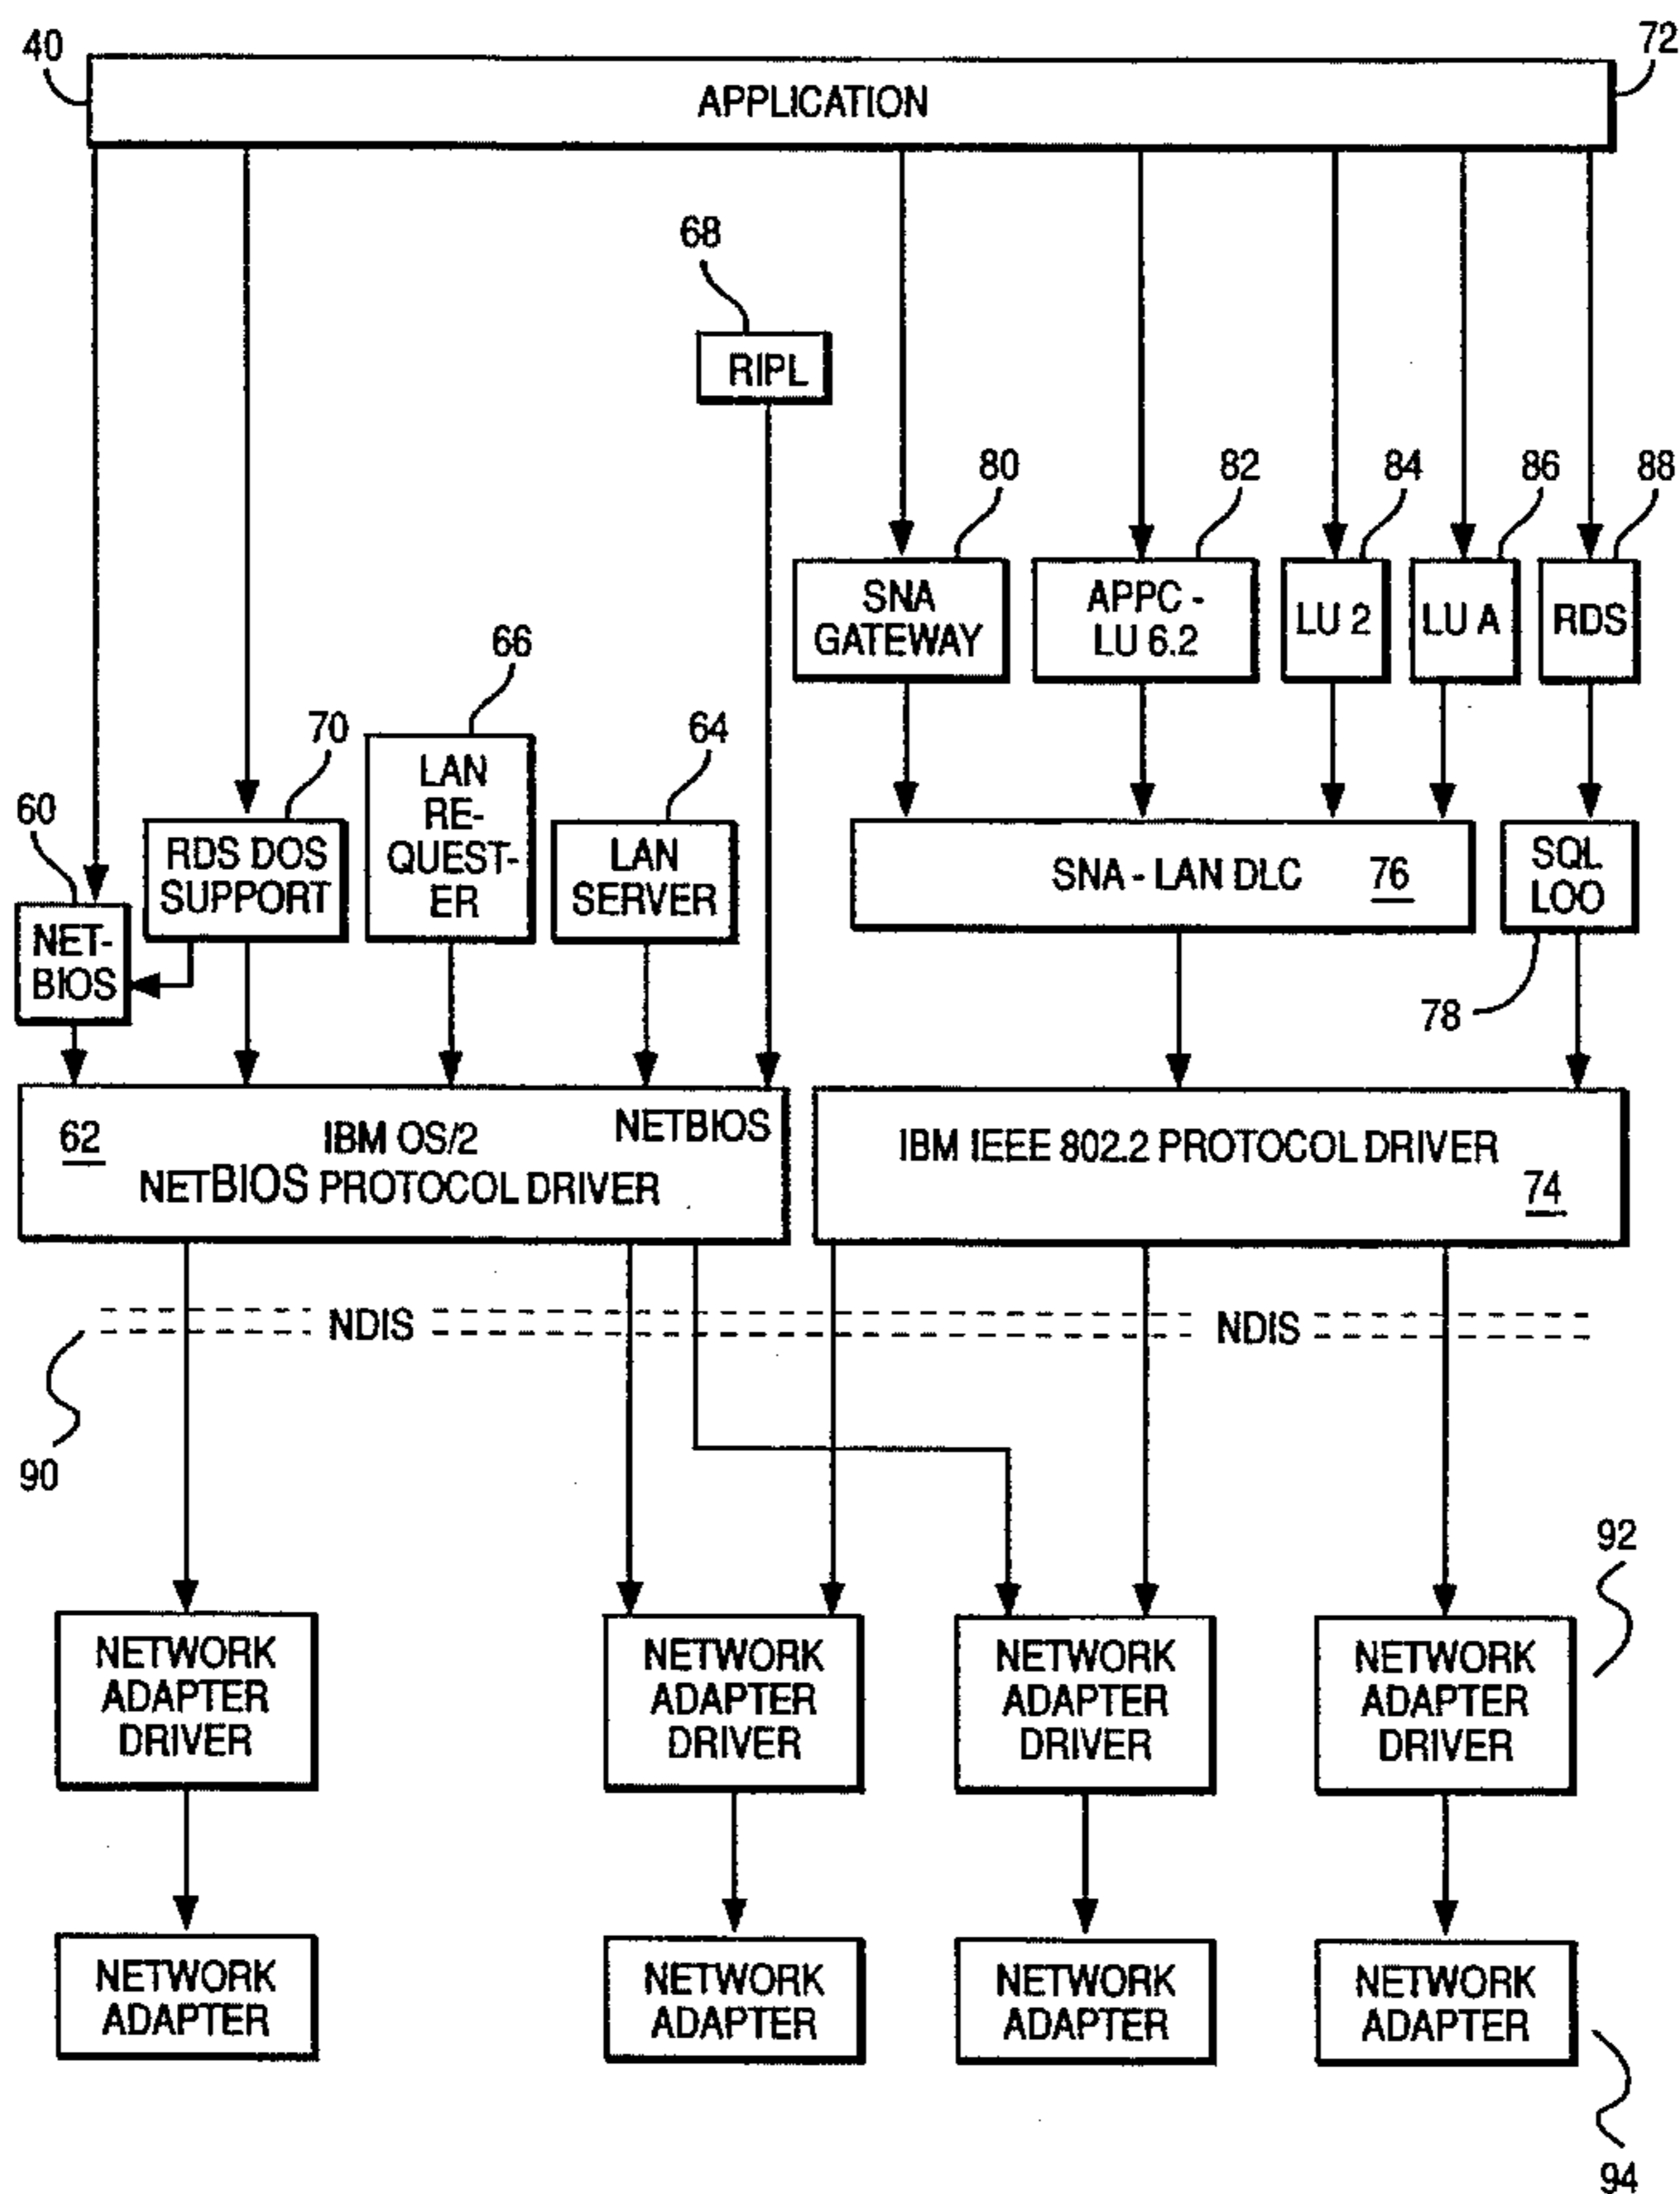 40
72
APPLICATION
68
RIPL
80
82
84
86
88
SNA
GATEWAY
APPC -
LU 6.2
LU 2
LU A
RDS
66
70
64
60
LAN
RE-
QUEST-
ER
RDS DOS
SUPPORT
LAN
SERVER
SNA - LAN DLC
76
SQL
LOO
NET-
BIOS
78
62
IBM OS/2
NETBIOS
NETBIOS PROTOCOL DRIVER
IBM IEEE 802.2 PROTOCOL DRIVER
74
NDIS
NDIS
90
92
NETWORK
ADAPTER
DRIVER
NETWORK
ADAPTER
DRIVER
NETWORK
ADAPTER
DRIVER
NETWORK
ADAPTER
DRIVER
NETWORK
ADAPTER
NETWORK
ADAPTER
NETWORK
ADAPTER
NETWORK
ADAPTER
94